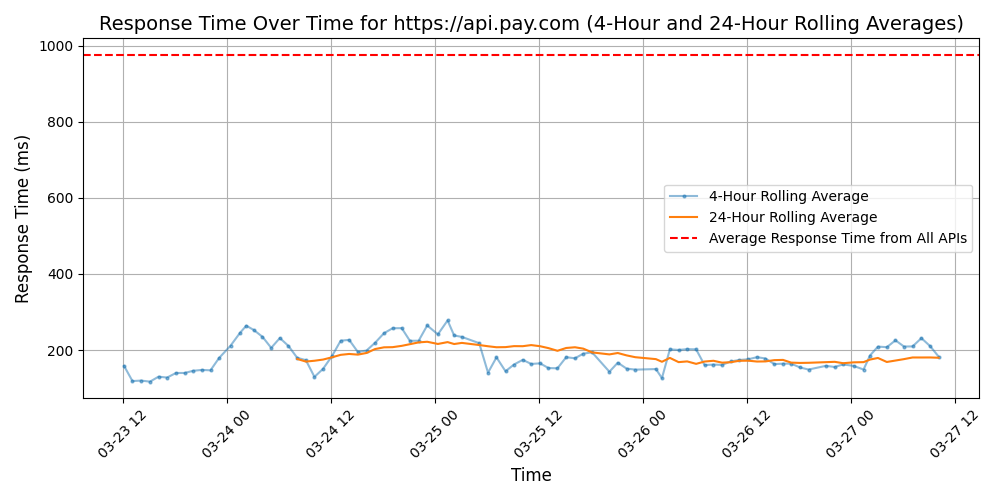 Response Time Over Time for https://api.pay.com (4-Hour and 24-Hour Rolling Averages)
Response Time (ms)
1000
800
600
400
200
4-Hour Rolling Average
24-Hour Rolling Average
Average Response Time from All APIs
03-23 12
03-24 00
03-24 12
03-25 00
03-25 12
03-26 00
03-26 12
03-27 00
03-27 12
Time